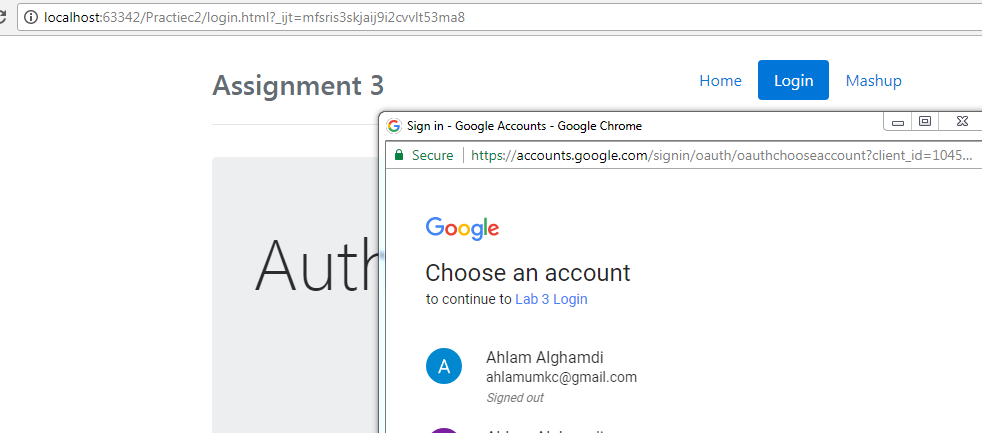 localhost:63342/Practiec2/login.html?_ijt=mfsris3skjaij9i2cvvlt53ma8
Assignment 3
Home
Login
Mashup
Sign in - Google Accounts - Google Chrome
Secure
https://accounts.google.com/signin/oauth/oauthchooseaccount?client_id=1045...
Auth
Google
Choose an account
to continue to Lab 3 Login
A
Ahlam Alghamdi
ahlamumkc@gmail.com
Signed out